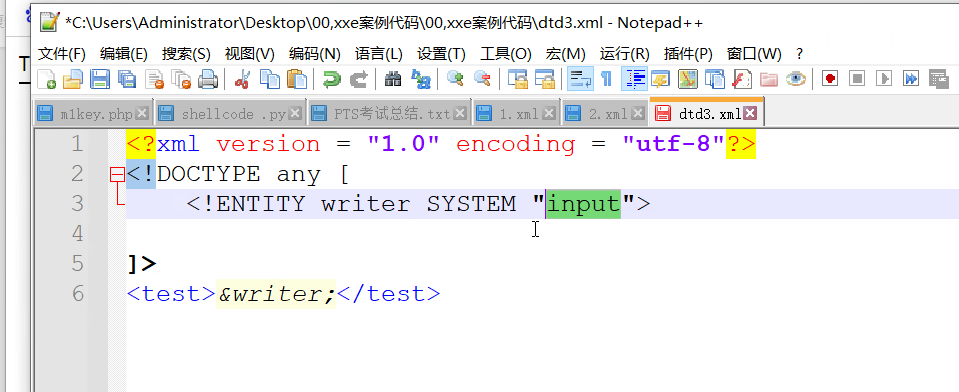 *C:\Users\Administrator\Desktop\00,xxe案例代码\00,xxe案例代码\dtd3.xml - Notepad++
文件(F) 编辑(E) 搜索(S) 视图(V) 编码(N) 语言(L) 设置(T) 工具(O) 宏(M) 运行(R) 插件(P) 窗口(W) ?
m1key.php shellcode .py PTS考试总结.txt 1.xml 2.xml dtd3.xml
1 <?xml version = "1.0" encoding = "utf-8"?>
2 <!DOCTYPE any [
3 <!ENTITY writer SYSTEM "input">
4
5 ]>
6 <test>&writer;</test>